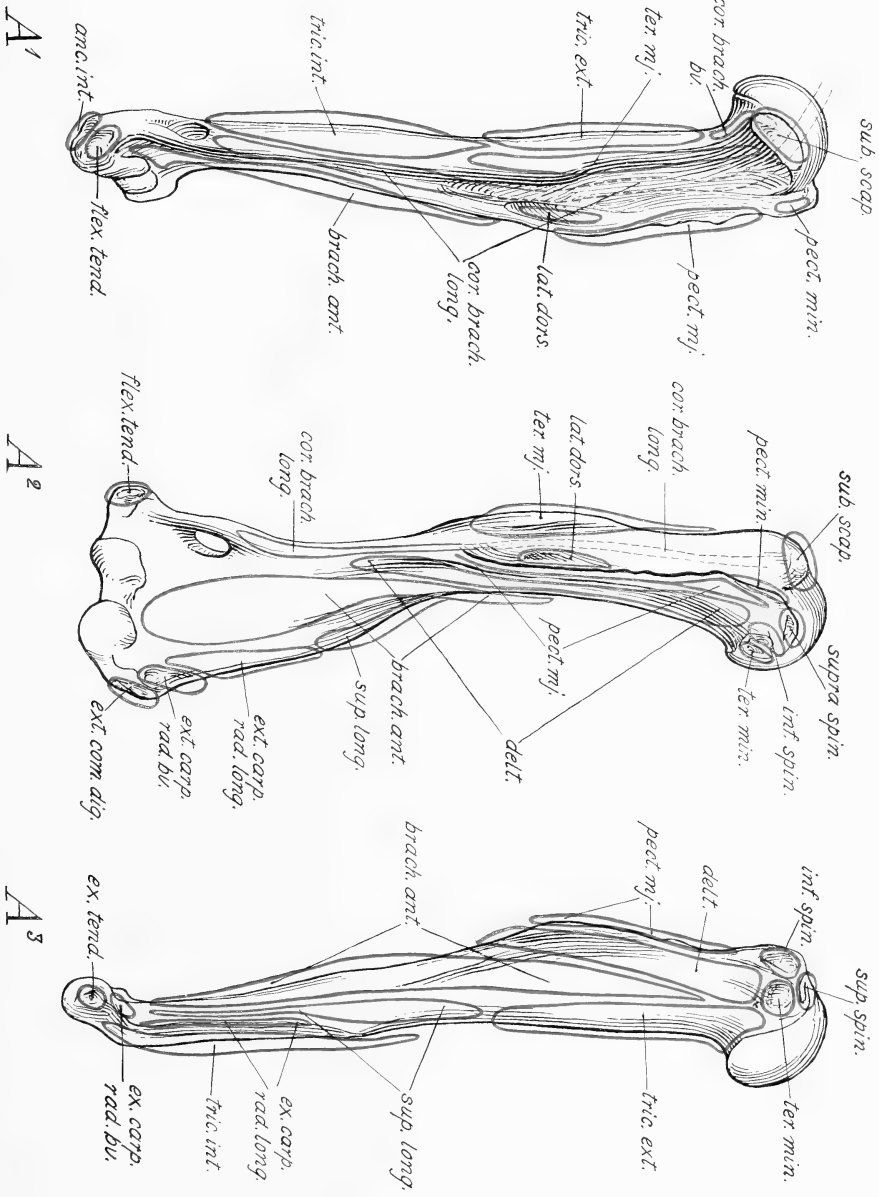 cor. brach.
bv.
ter. mj.
tric. ext.
tric. int.
anc. int.
sub. scap.
pect. min.
pect. mj.
lat. dors.
cor. brach.
long.
brach. ant.
flex. tend.
A¹
sub. scap.
pect. min.
cor. brach.
long.
lat. dors.
ter. mj.
cor. brach.
long.
flex. tend.
supra spin.
inf. spin.
ter. min.
pect. mj.
delt.
brach. ant.
sup. long.
ext. carp.
rad. long.
ext. carp.
rad. bv.
ext. com. dig.
A²
sup. spin.
inf. spin.
delt.
pect. mj.
brach. ant.
ex. tend.
ter. min.
tric. ext.
sup. long.
ex. carp.
rad. long.
tric. int.
ex. carp.
rad. bv.
A³